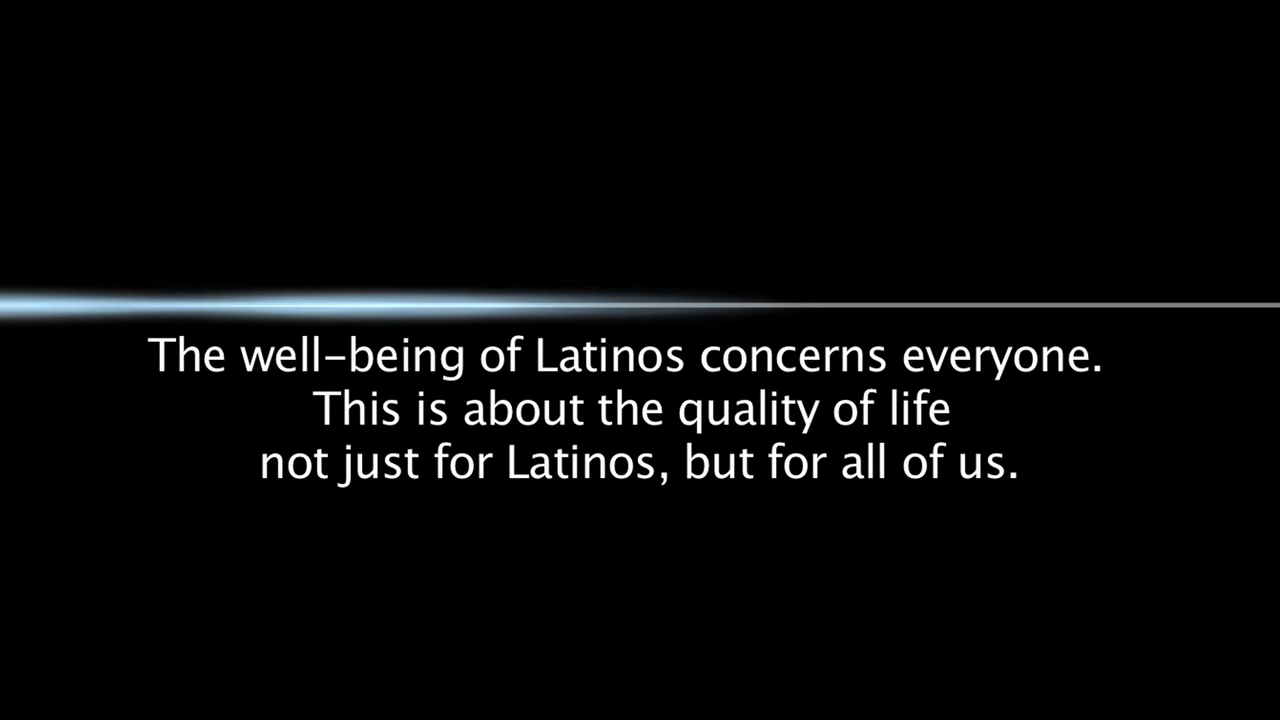 The well-being of Latinos concerns everyone.
This is about the quality of life
not just for Latinos, but for all of us.